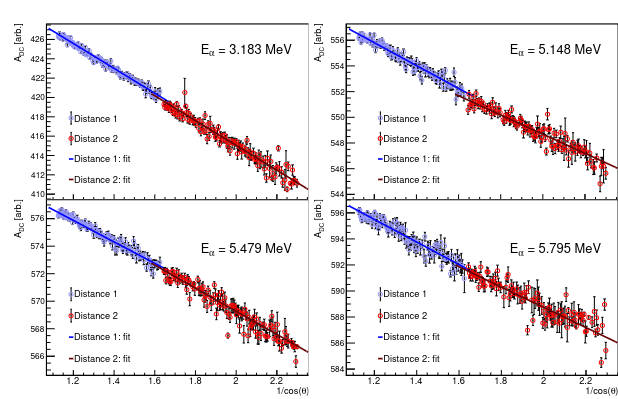 A_DC [arb.]
426
424
422
420
418
416
414
412
410
E_α = 3.183 MeV
Distance 1
Distance 2
Distance 1: fit
Distance 2: fit
A_DC [arb.]
556
554
552
550
548
546
544
E_α = 5.148 MeV
Distance 1
Distance 2
Distance 1: fit
Distance 2: fit
A_DC [arb.]
576
574
572
570
568
566
E_α = 5.479 MeV
Distance 1
Distance 2
Distance 1: fit
Distance 2: fit
1.2 1.4 1.6 1.8 2 2.2
1/cos(θ)
A_DC [arb.]
596
594
592
590
588
586
584
E_α = 5.795 MeV
Distance 1
Distance 2
Distance 1: fit
Distance 2: fit
1.2 1.4 1.6 1.8 2 2.2
1/cos(θ)